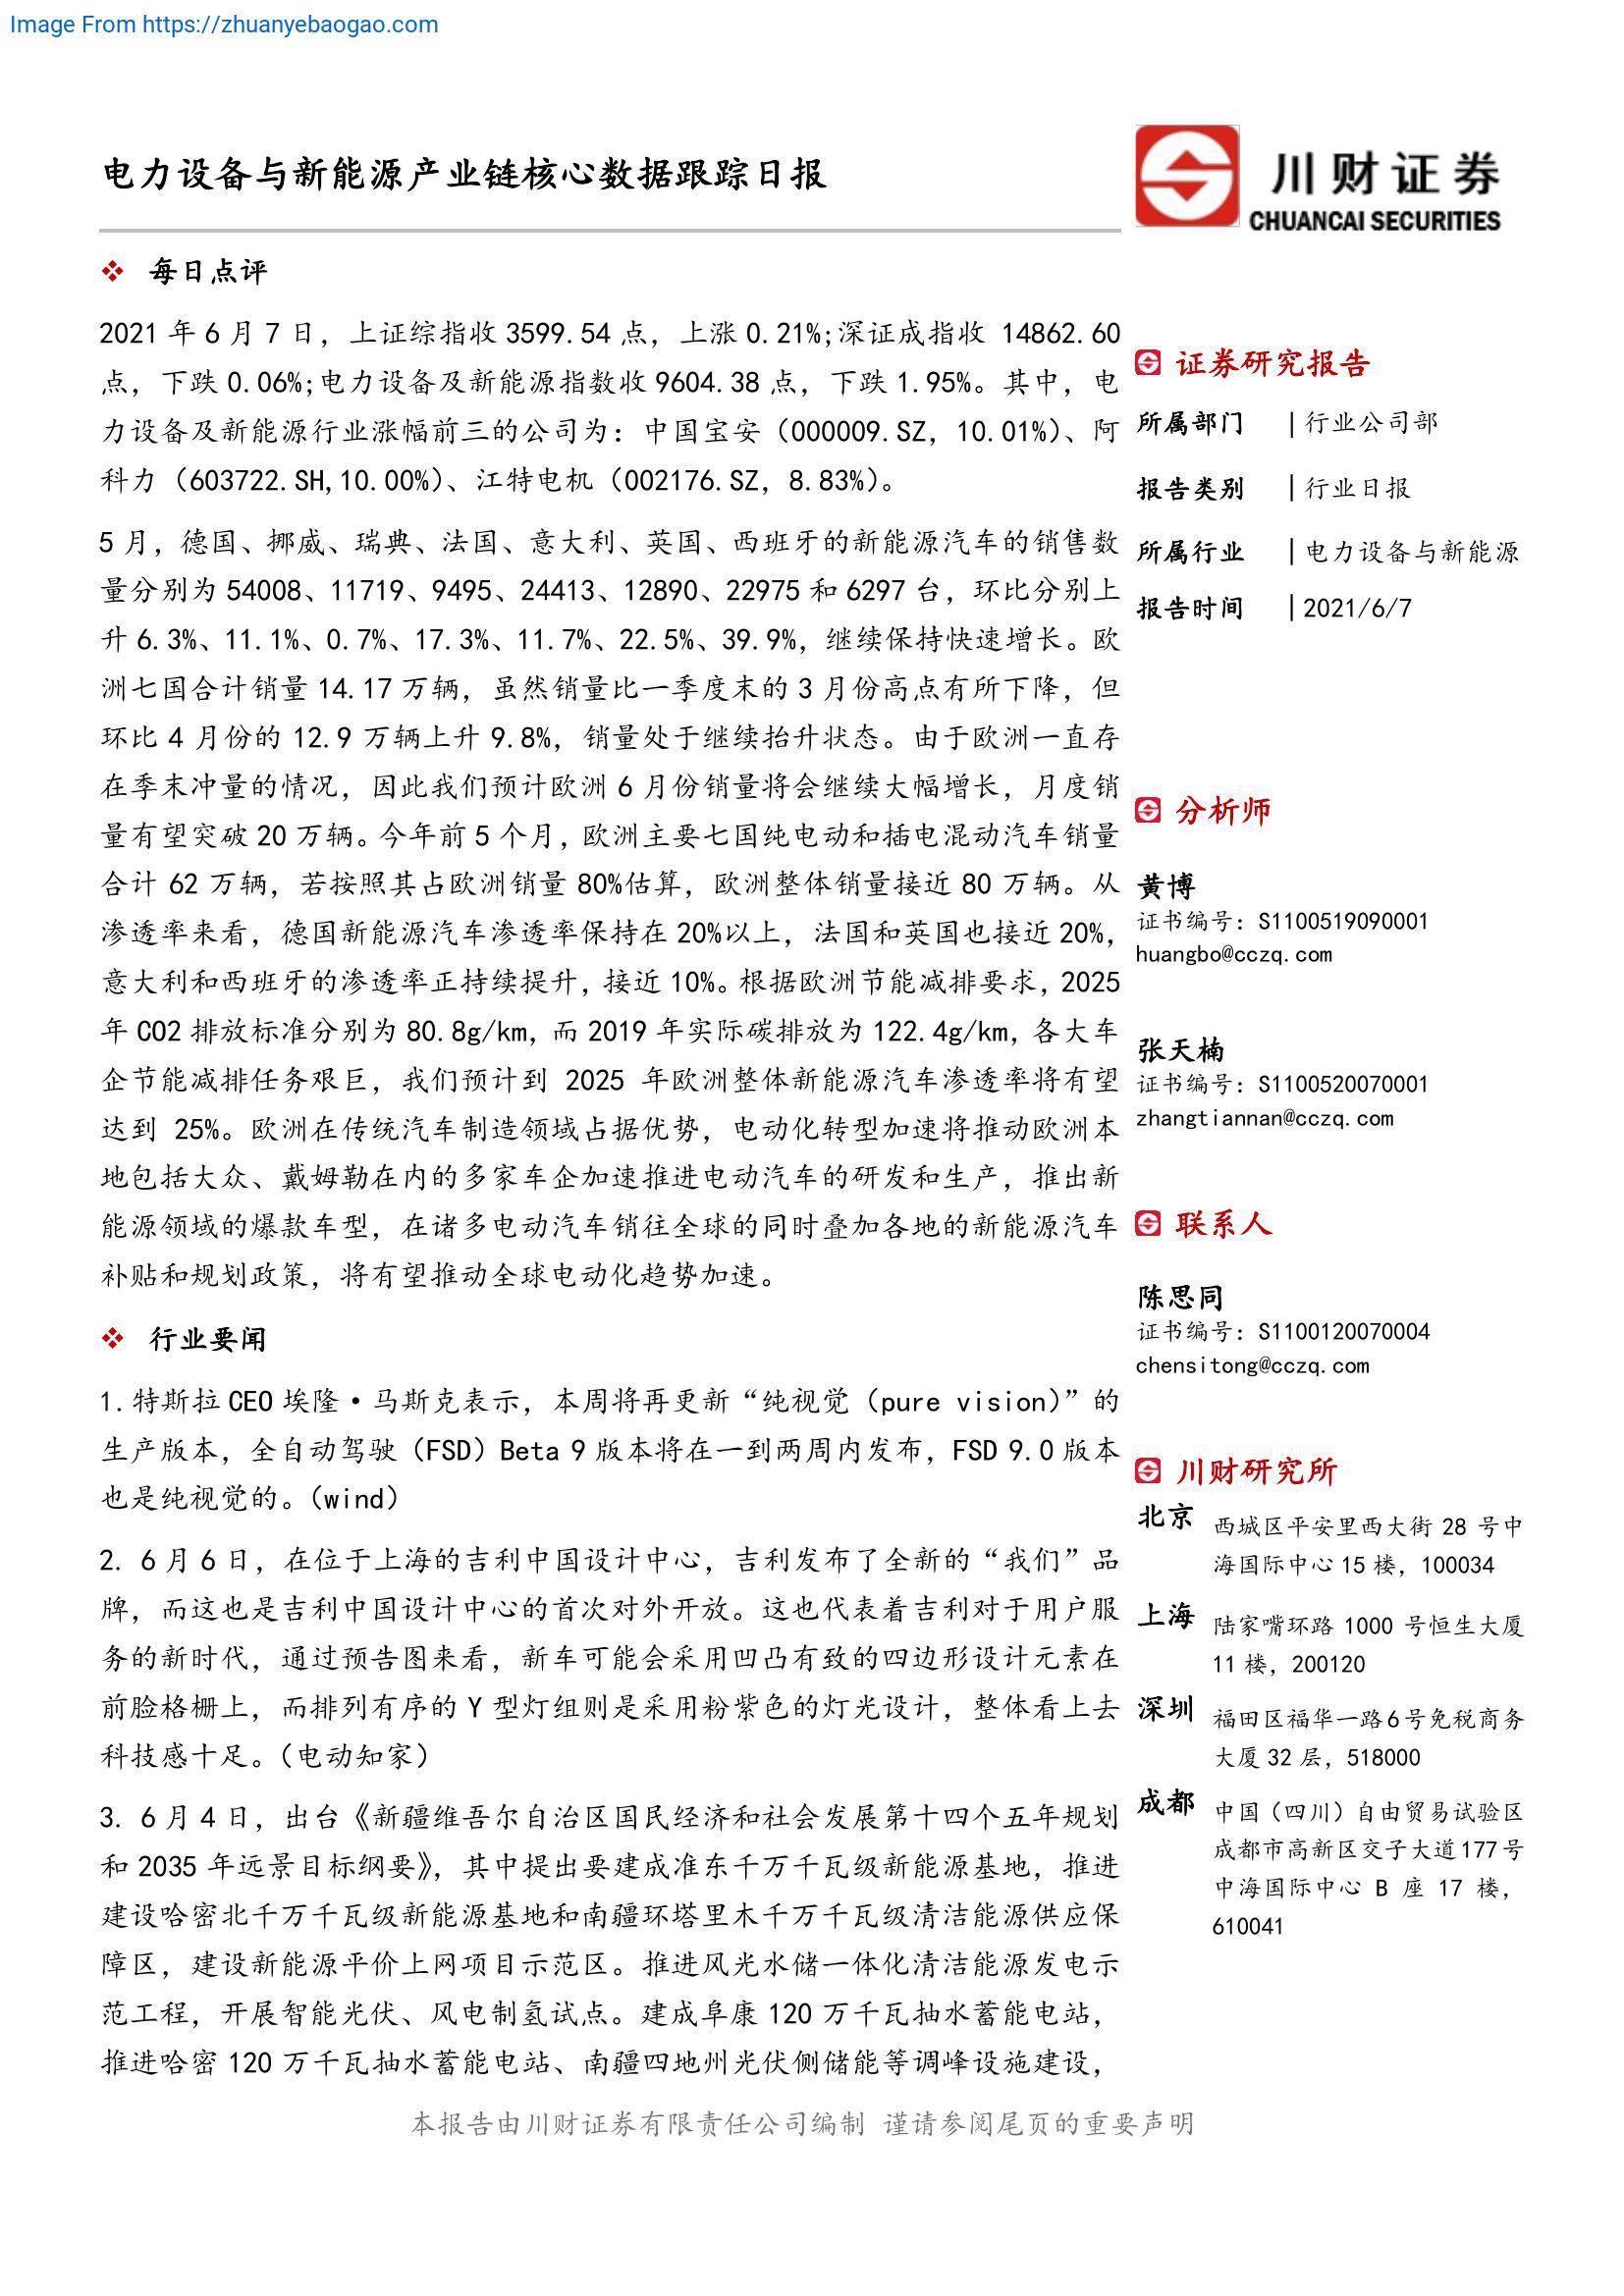 Image From https://zhuanyebaogao.com
电力设备与新能源产业链核心数据跟踪日报
川财证券
CHUANCAI SECURITIES
每日点评
2021 年 6 月 7 日，上证综指收 3599.54 点，上涨 0.21%;深证成指收 14862.60
点，下跌 0.06%;电力设备及新能源指数收 9604.38 点，下跌 1.95%。其中，电
力设备及新能源行业涨幅前三的公司为：中国宝安（000009.SZ，10.01%）、阿
科力（603722.SH,10.00%）、江特电机（002176.SZ，8.83%）。
5 月，德国、挪威、瑞典、法国、意大利、英国、西班牙的新能源汽车的销售数
量分别为 54008、11719、9495、24413、12890、22975 和 6297 台，环比分别上
升 6.3%、11.1%、0.7%、17.3%、11.7%、22.5%、39.9%，继续保持快速增长。欧
洲七国合计销量 14.17 万辆，虽然销量比一季度末的 3 月份高点有所下降，但
环比 4 月份的 12.9 万辆上升 9.8%，销量处于继续抬升状态。由于欧洲一直存
在季末冲量的情况，因此我们预计欧洲 6 月份销量将会继续大幅增长，月度销
量有望突破 20 万辆。今年前 5 个月，欧洲主要七国纯电动和插电混动汽车销量
合计 62 万辆，若按照其占欧洲销量 80%估算，欧洲整体销量接近 80 万辆。从
渗透率来看，德国新能源汽车渗透率保持在 20%以上，法国和英国也接近 20%，
意大利和西班牙的渗透率正持续提升，接近 10%。根据欧洲节能减排要求，2025
年 CO2 排放标准分别为 80.8g/km，而 2019 年实际碳排放为 122.4g/km，各大车
企节能减排任务艰巨，我们预计到 2025 年欧洲整体新能源汽车渗透率将有望
达到 25%。欧洲在传统汽车制造领域占据优势，电动化转型加速将推动欧洲本
地包括大众、戴姆勒在内的多家车企加速推进电动汽车的研发和生产，推出新
能源领域的爆款车型，在诸多电动汽车销往全球的同时叠加各地的新能源汽车
补贴和规划政策，将有望推动全球电动化趋势加速。
行业要闻
1.特斯拉 CEO 埃隆·马斯克表示，本周将再更新“纯视觉（pure vision）”的
生产版本，全自动驾驶（FSD）Beta 9 版本将在一到两周内发布，FSD 9.0 版本
也是纯视觉的。（wind）
2. 6 月 6 日，在位于上海的吉利中国设计中心，吉利发布了全新的“我们”品
牌，而这也是吉利中国设计中心的首次对外开放。这也代表着吉利对于用户服
务的新时代，通过预告图来看，新车可能会采用凹凸有致的四边形设计元素在
前脸格栅上，而排列有序的 Y 型灯组则是采用粉紫色的灯光设计，整体看上去
科技感十足。（电动知家）
3. 6 月 4 日，出台《新疆维吾尔自治区国民经济和社会发展第十四个五年规划
和 2035 年远景目标纲要》，其中提出要建成准东千万千瓦级新能源基地，推进
建设哈密北千万千瓦级新能源基地和南疆环塔里木千万千瓦级清洁能源供应保
障区，建设新能源平价上网项目示范区。推进风光水储一体化清洁能源发电示
范工程，开展智能光伏、风电制氢试点。建成阜康 120 万千瓦抽水蓄能电站，
推进哈密 120 万千瓦抽水蓄能电站、南疆四地州光伏侧储能等调峰设施建设，
证券研究报告
所属部门 | 行业公司部
报告类别 | 行业日报
所属行业 | 电力设备与新能源
报告时间 | 2021/6/7
分析师
黄博
证书编号：S1100519090001
huangbo@cczq.com
张天楠
证书编号：S1100520070001
zhangtiannan@cczq.com
联系人
陈思同
证书编号：S1100120070004
chensitong@cczq.com
川财研究所
北京 西城区平安里西大街 28 号中
海国际中心 15 楼，100034
上海 陆家嘴环路 1000 号恒生大厦
11 楼，200120
深圳 福田区福华一路6号免税商务
大厦 32 层，518000
成都 中国（四川）自由贸易试验区
成都市高新区交子大道177号
中海国际中心 B 座 17 楼，
610041
本报告由川财证券有限责任公司编制 谨请参阅尾页的重要声明